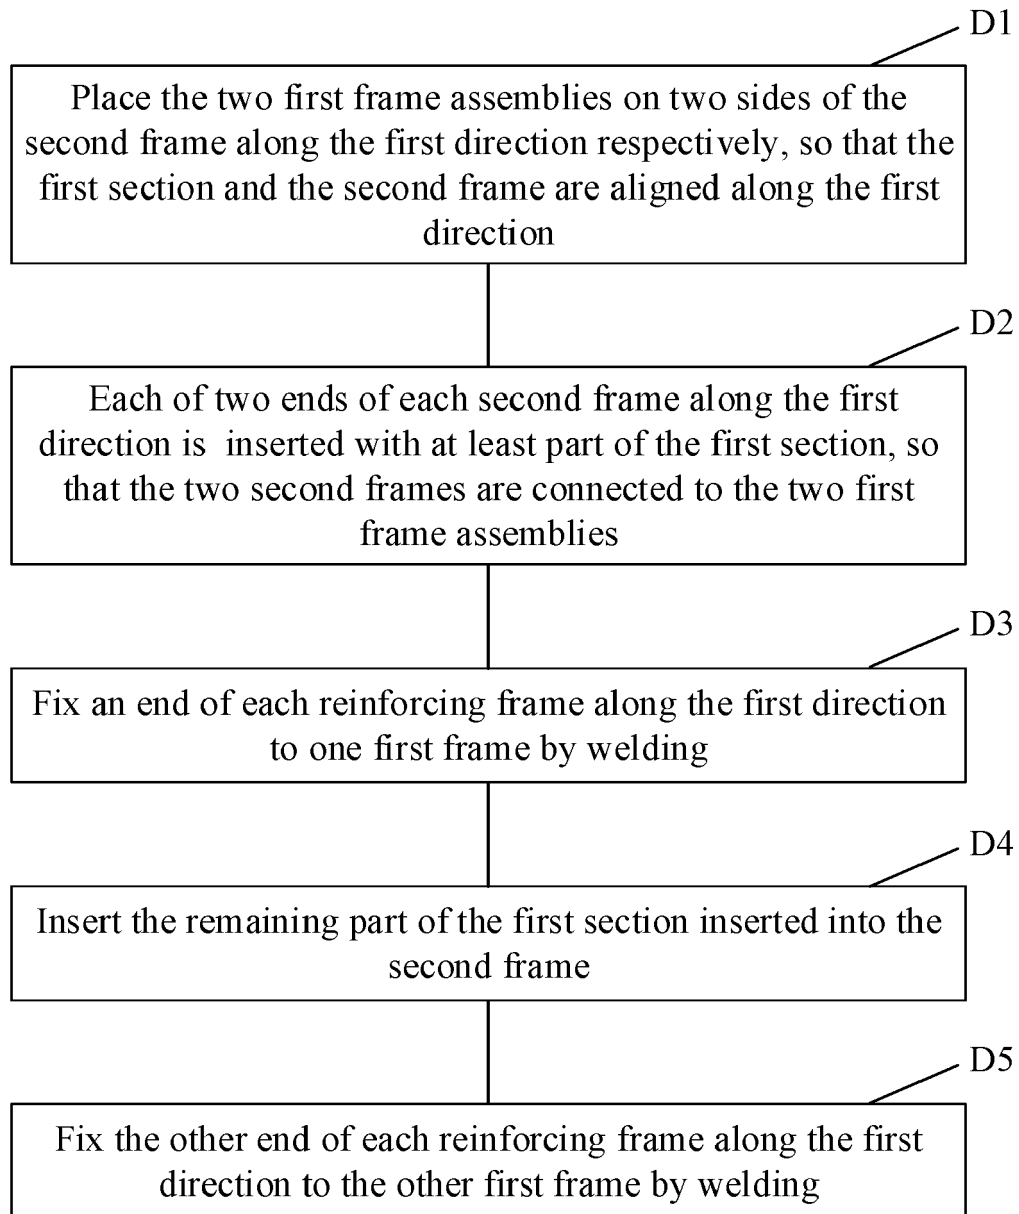 D1
Place the two first frame assemblies on two sides of the
second frame along the first direction respectively, so that the
first section and the second frame are aligned along the first
direction
D2
Each of two ends of each second frame along the first
direction is  inserted with at least part of the first section, so
that the two second frames are connected to the two first
frame assemblies
D3
Fix an end of each reinforcing frame along the first direction
to one first frame by welding
D4
Insert the remaining part of the first section inserted into the
second frame
D5
Fix the other end of each reinforcing frame along the first
direction to the other first frame by welding